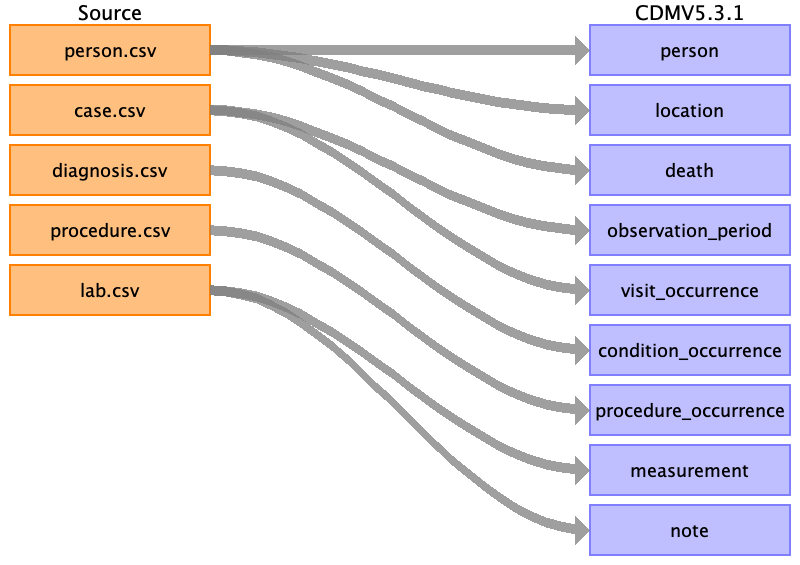 Source
CDMV5.3.1
person.csv
person
case.csv
location
diagnosis.csv
death
procedure.csv
observation_period
lab.csv
visit_occurrence
condition_occurrence
procedure_occurrence
measurement
note